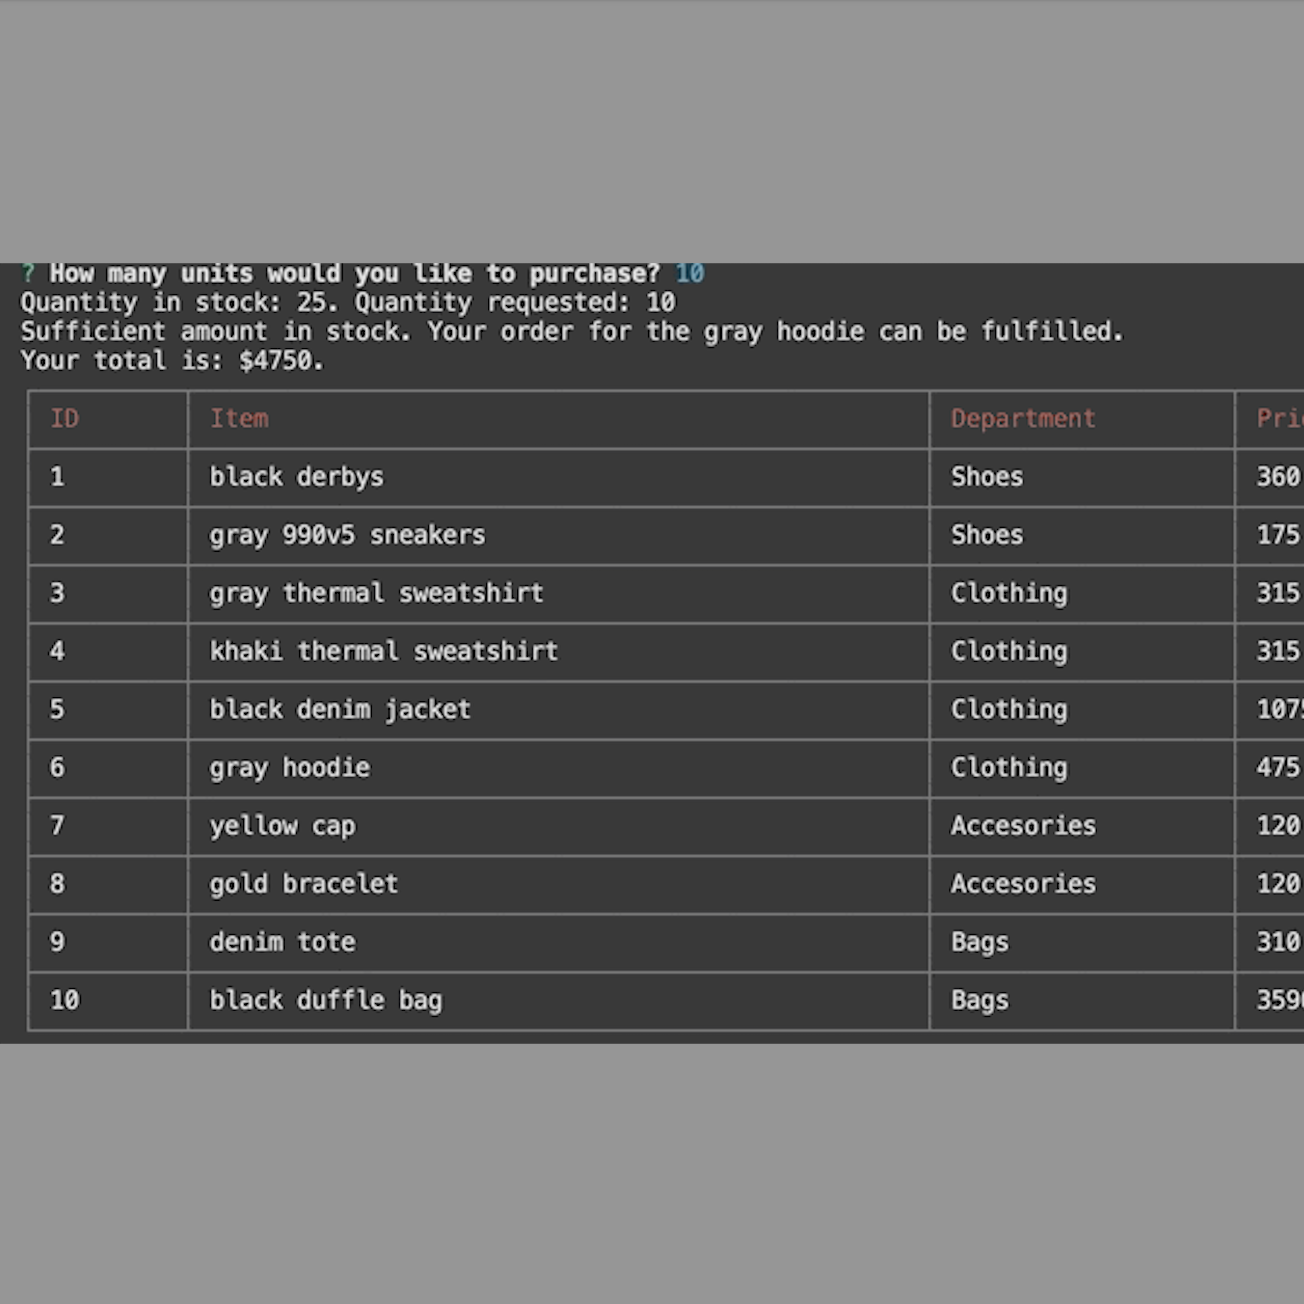 ? How many units would you like to purchase? 10
Quantity in stock: 25. Quantity requested: 10
Sufficient amount in stock. Your order for the gray hoodie can be fulfilled.
Your total is: $4750.
ID Item Department
1 black derbys Shoes 360
2 gray 990v5 sneakers Shoes 175
3 gray thermal sweatshirt Clothing 315
4 khaki thermal sweatshirt Clothing 315
5 black denim jacket Clothing 1075
6 gray hoodie Clothing 475
7 yellow cap Accesories 120
8 gold bracelet Accesories 120
9 denim tote Bags 310
10 black duffle bag Bags